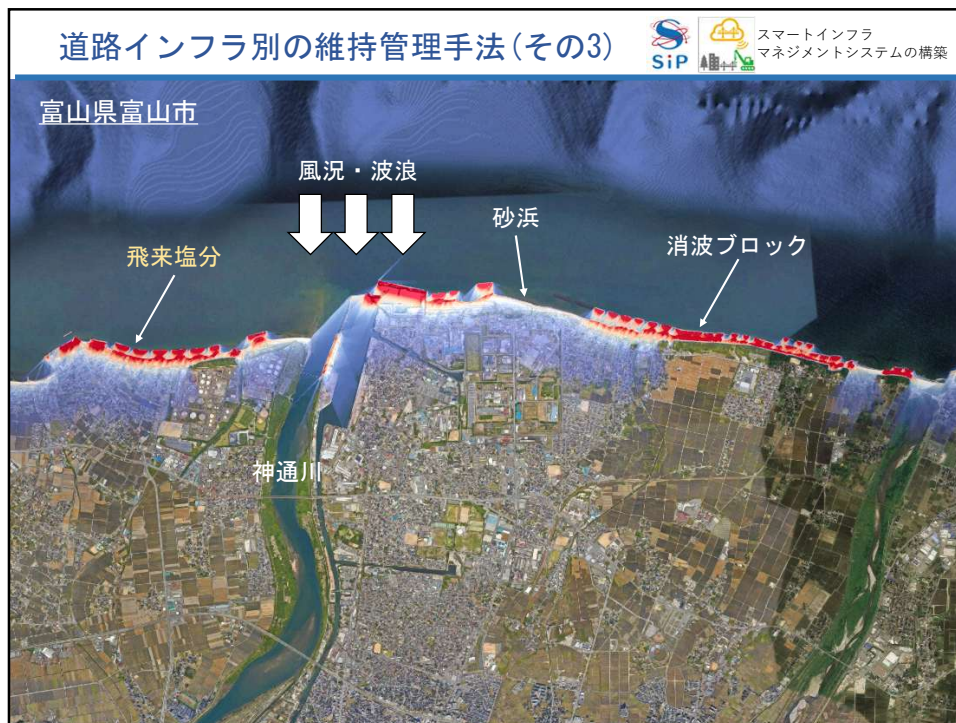 道路インフラ別の維持管理手法(その3)
SiP
スマートインフラ
マネジメントシステムの構築
富山県富山市
風況・波浪
砂浜
消波ブロック
飛来塩分
神通川